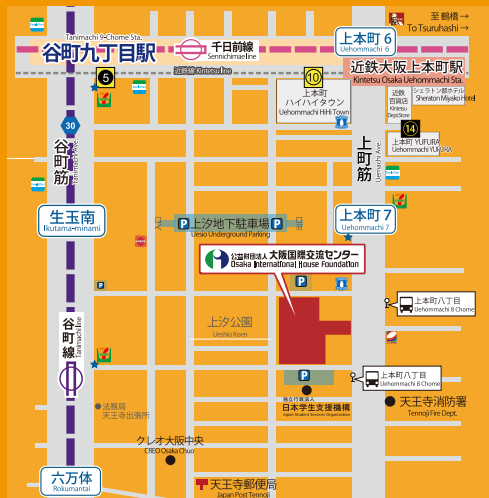 Tanimachi 9-Chome Sta.
谷町九丁目駅
千日前線
Sennichimae line
上本町 6
Uehommachi 6
至 鶴橋→
To Tsuruhashi→
近鉄線 Kintetsu line
近鉄大阪上本町駅
Kintetsu Osaka Uehommachi Sta.
5
10
上本町
ハイハイタウン
Uehommachi HiHi Town
近鉄
百貨店
Kintetsu
Dept.Store
シェラトン都ホテル
Sheraton Miyako Hotel
14
上本町 YUFURA
Uehommachi YUFURA
30
谷町筋
Tanimachi Ave.
上町筋
Uemachi Ave.
生玉南
Ikutama-minami
P
上汐地下駐車場
P
Uesio Underground Parking
上本町 7
Uehommachi 7
公益財団法人 大阪国際交流センター
Osaka International House Foundation
P
P
上本町八丁目
Uehommachi 8 Chome
上汐公園
Ueshio Koen
谷町線
Tanimachi line
P
上本町八丁目
Uehommachi 8 Chome
独立行政法人
日本学生支援機構
Japan Student Services Organization
法務局
天王寺出張所
天王寺消防署
Tennoji Fire Dept.
クレオ大阪中央
CREO Osaka Chuo
六万体
Rokumantai
天王寺郵便局
Japan Post Tennoji